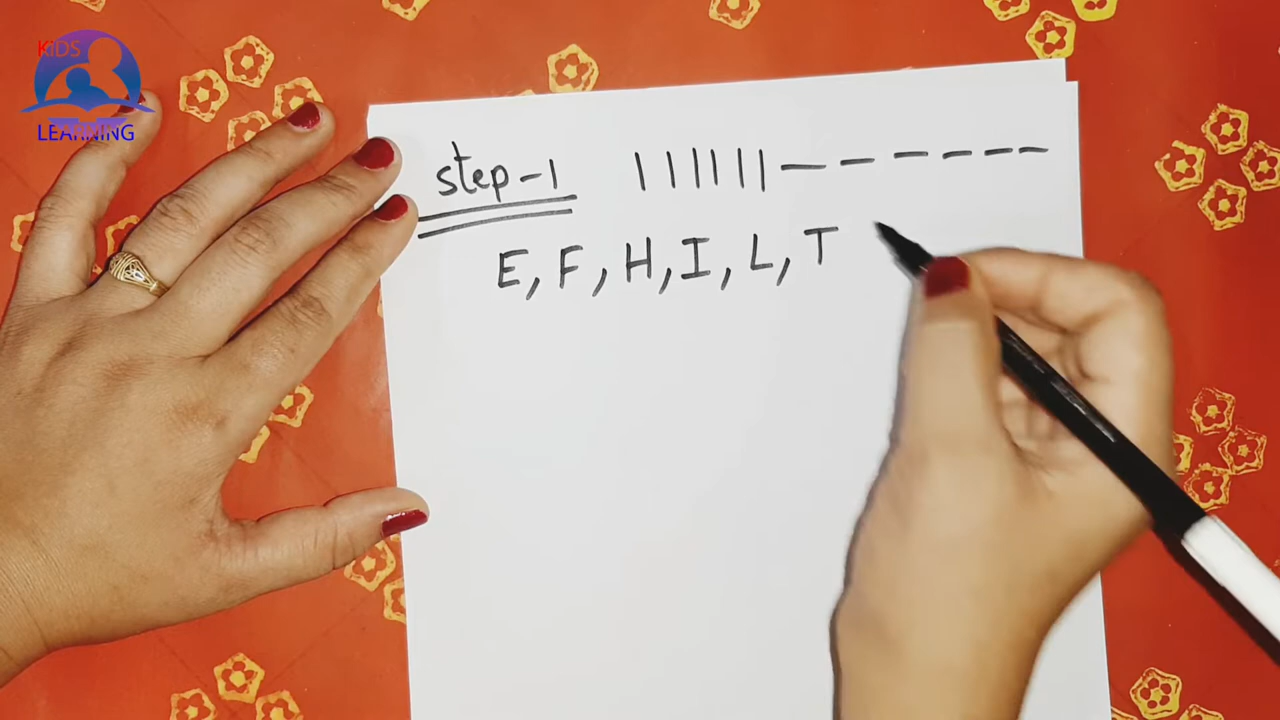 KiDS
LEARNING
step-1 | | | | | | — — — — — —
E, F, H, I, L, T